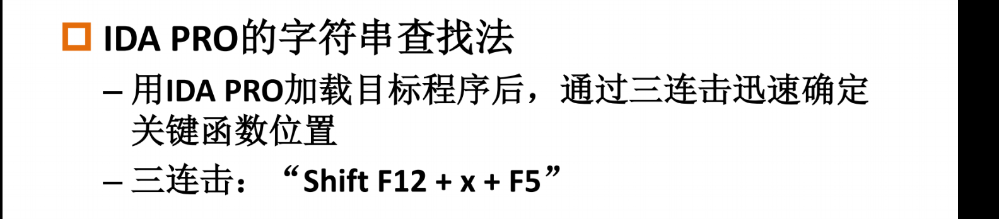 IDA PRO的字符串查找法
– 用IDA PRO加载目标程序后，通过三连击迅速确定
关键函数位置
– 三连击：“Shift F12 + x + F5”